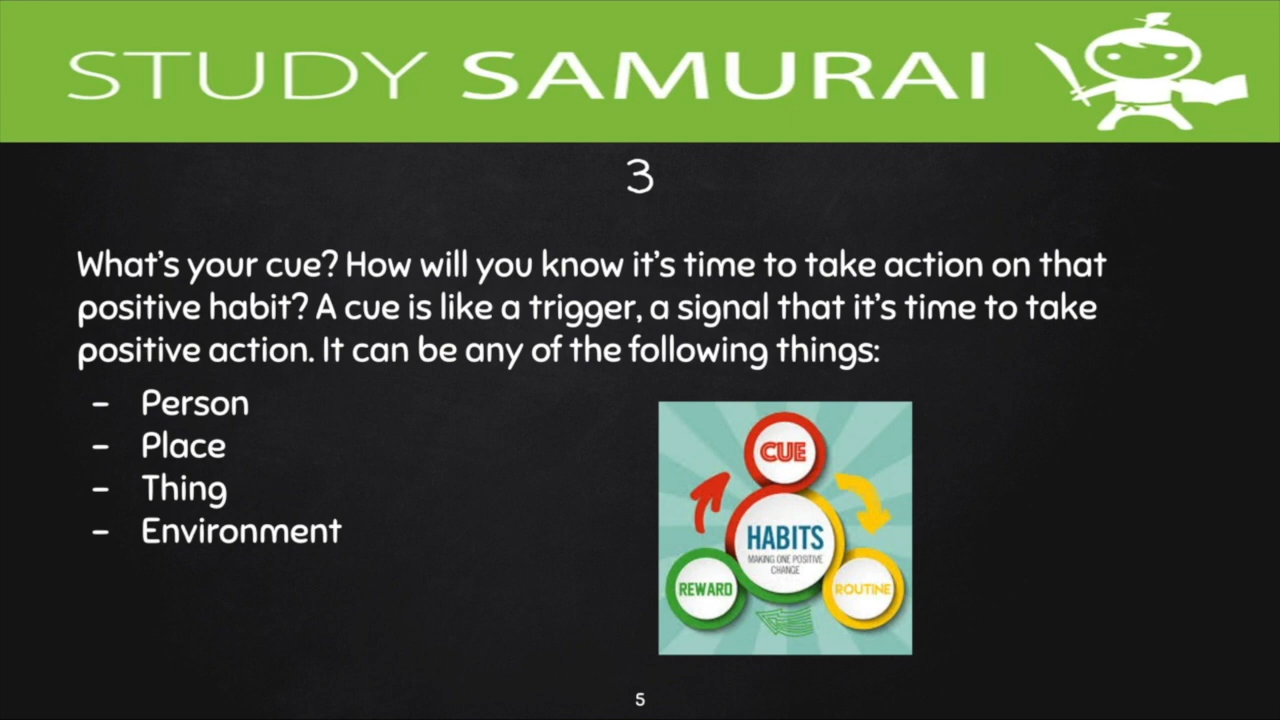 STUDY SAMURAI
3
What's your cue? How will you know it's time to take action on that
positive habit? A cue is like a trigger, a signal that it's time to take
positive action. It can be any of the following things:
- Person
- Place
- Thing
- Environment
CUE
HABITS
MAKING ONE POSITIVE
CHANGE
REWARD
ROUTINE
5